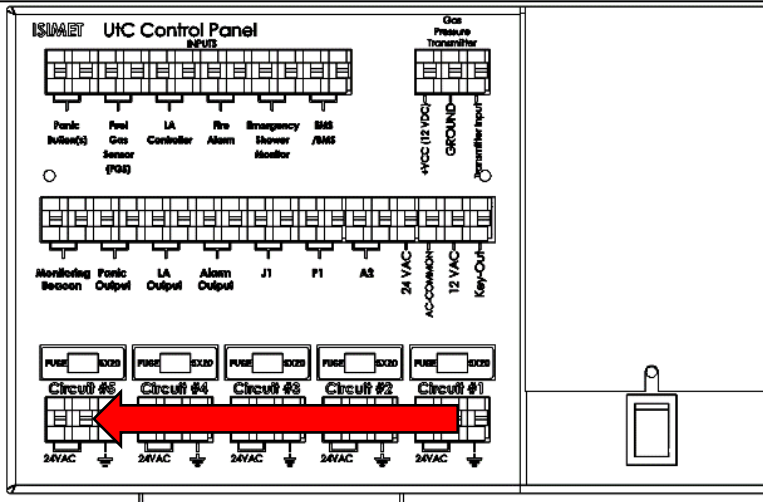 ISIMET UtC Control Panel
INPUTS
Gas
Pressure
Transmitter
Panic
Button(s)
Fuel
Gas
Sensor
(FGS)
LA
Controller
Fire
Alarm
Emergency
Shower
Monitor
EMS
/BMS
+VCC (12 VDC)
GROUND
Transmitter Input
Monitoring
Beacon
Panic
Output
LA
Output
Alarm
Output
J1
P1
A2
24 VAC
AC-COMMON
12 VAC
Key-Out
FUSE 5X20 FUSE 5X20 FUSE 5X20 FUSE 5X20 FUSE 5X20
Circuit #5 Circuit #4 Circuit #3 Circuit #2 Circuit #1
24VAC 24VAC 24VAC 24VAC 24VAC